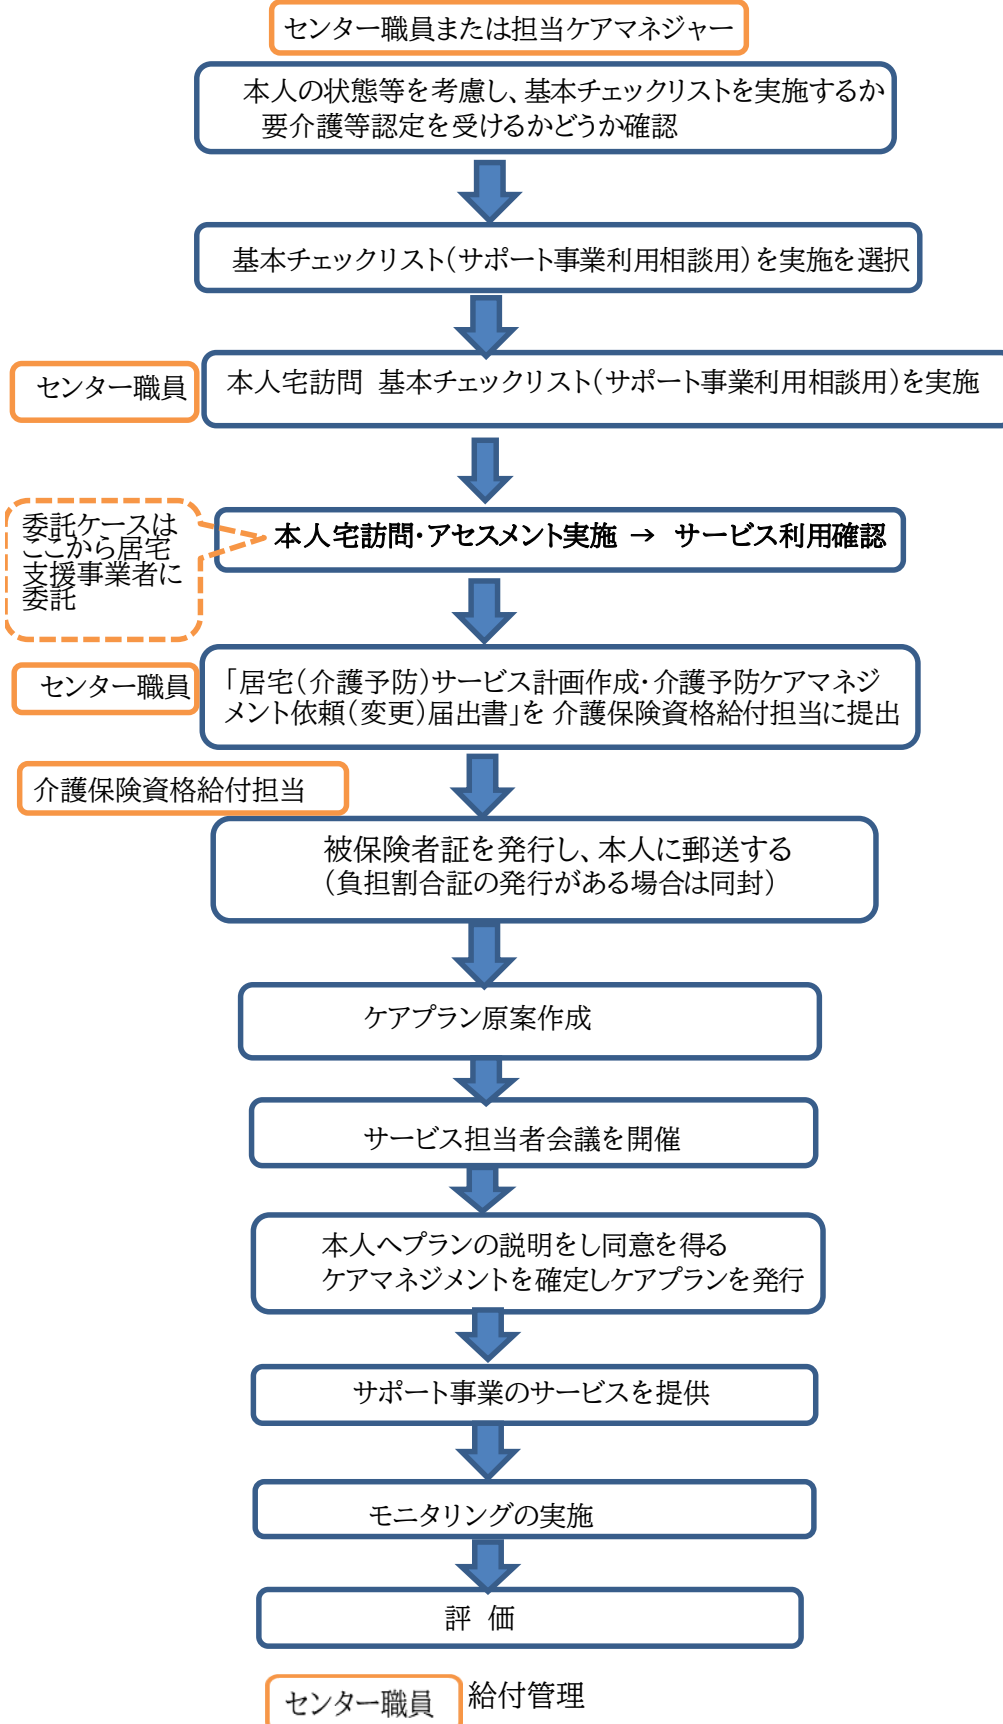 センター職員または担当ケアマネジャー
本人の状態等を考慮し、基本チェックリストを実施するか
要介護等認定を受けるかどうか確認
基本チェックリスト(サポート事業利用相談用)を実施を選択
センター職員
本人宅訪問 基本チェックリスト(サポート事業利用相談用)を実施
委託ケースは
ここから居宅
支援事業者に
委託
本人宅訪問・アセスメント実施 → サービス利用確認
センター職員
「居宅(介護予防)サービス計画作成・介護予防ケアマネジ
メント依頼(変更)届出書」を 介護保険資格給付担当に提出
介護保険資格給付担当
被保険者証を発行し、本人に郵送する
(負担割合証の発行がある場合は同封)
ケアプラン原案作成
サービス担当者会議を開催
本人へプランの説明をし同意を得る
ケアマネジメントを確定しケアプランを発行
サポート事業のサービスを提供
モニタリングの実施
評 価
センター職員 給付管理